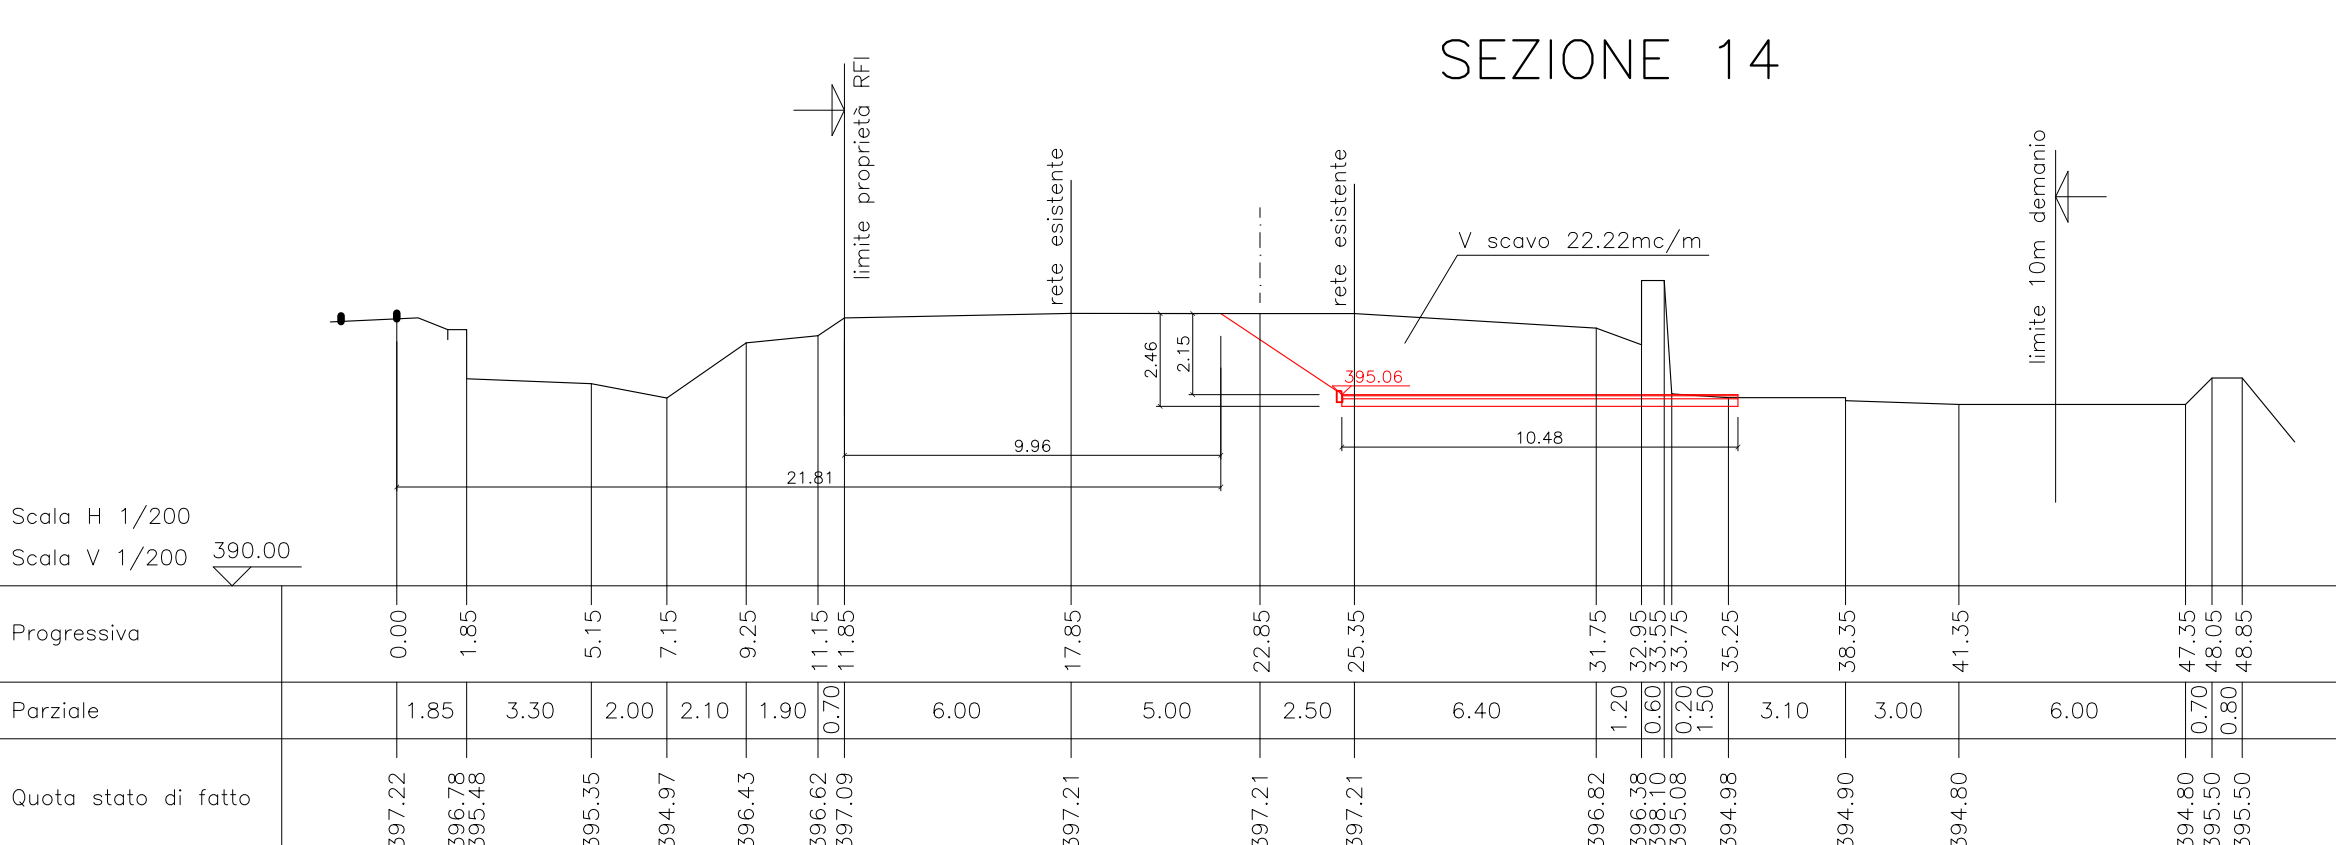 SEZIONE 14
limite proprietà RFI
rete esistente
rete esistente
limite 10m demanio
V scavo 22.22mc/m
2.46
2.15
395.06
9.96
10.48
21.81
Scala H 1/200
Scala V 1/200
390.00
Progressiva 0.00 1.85 5.15 7.15 9.25 11.15 11.85 17.85 22.85 25.35 31.75 32.95 33.55 33.75 35.25 38.35 41.35 47.35 48.05 48.85
Parziale 1.85 3.30 2.00 2.10 1.90 0.70 6.00 5.00 2.50 6.40 1.20 0.60 0.20 1.50 3.10 3.00 6.00 0.70 0.80
Quota stato di fatto 397.22 396.78 395.48 395.35 394.97 396.43 396.62 397.09 397.21 397.21 397.21 396.82 396.38 398.10 395.08 394.98 394.90 394.80 394.80 395.50 395.50